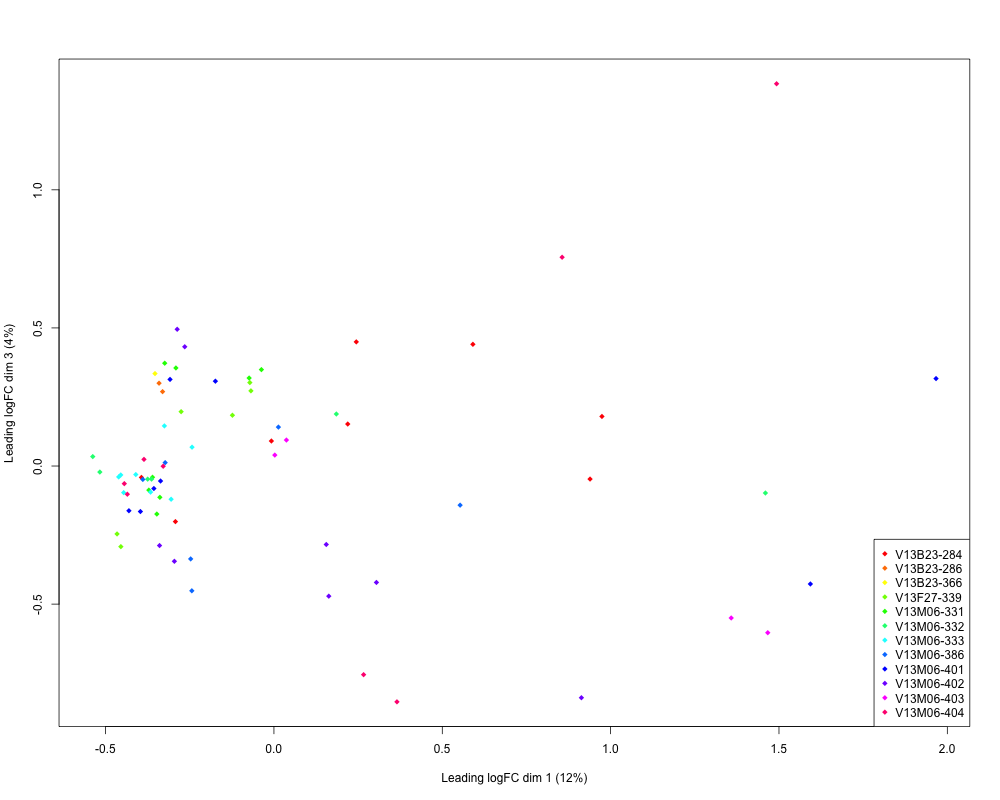 1.0
0.5
0.0
-0.5
Leading logFC dim 3 (4%)
V13B23-284
V13B23-286
V13B23-366
V13F27-339
V13M06-331
V13M06-332
V13M06-333
V13M06-386
V13M06-401
V13M06-402
V13M06-403
V13M06-404
-0.5 0.0 0.5 1.0 1.5 2.0
Leading logFC dim 1 (12%)